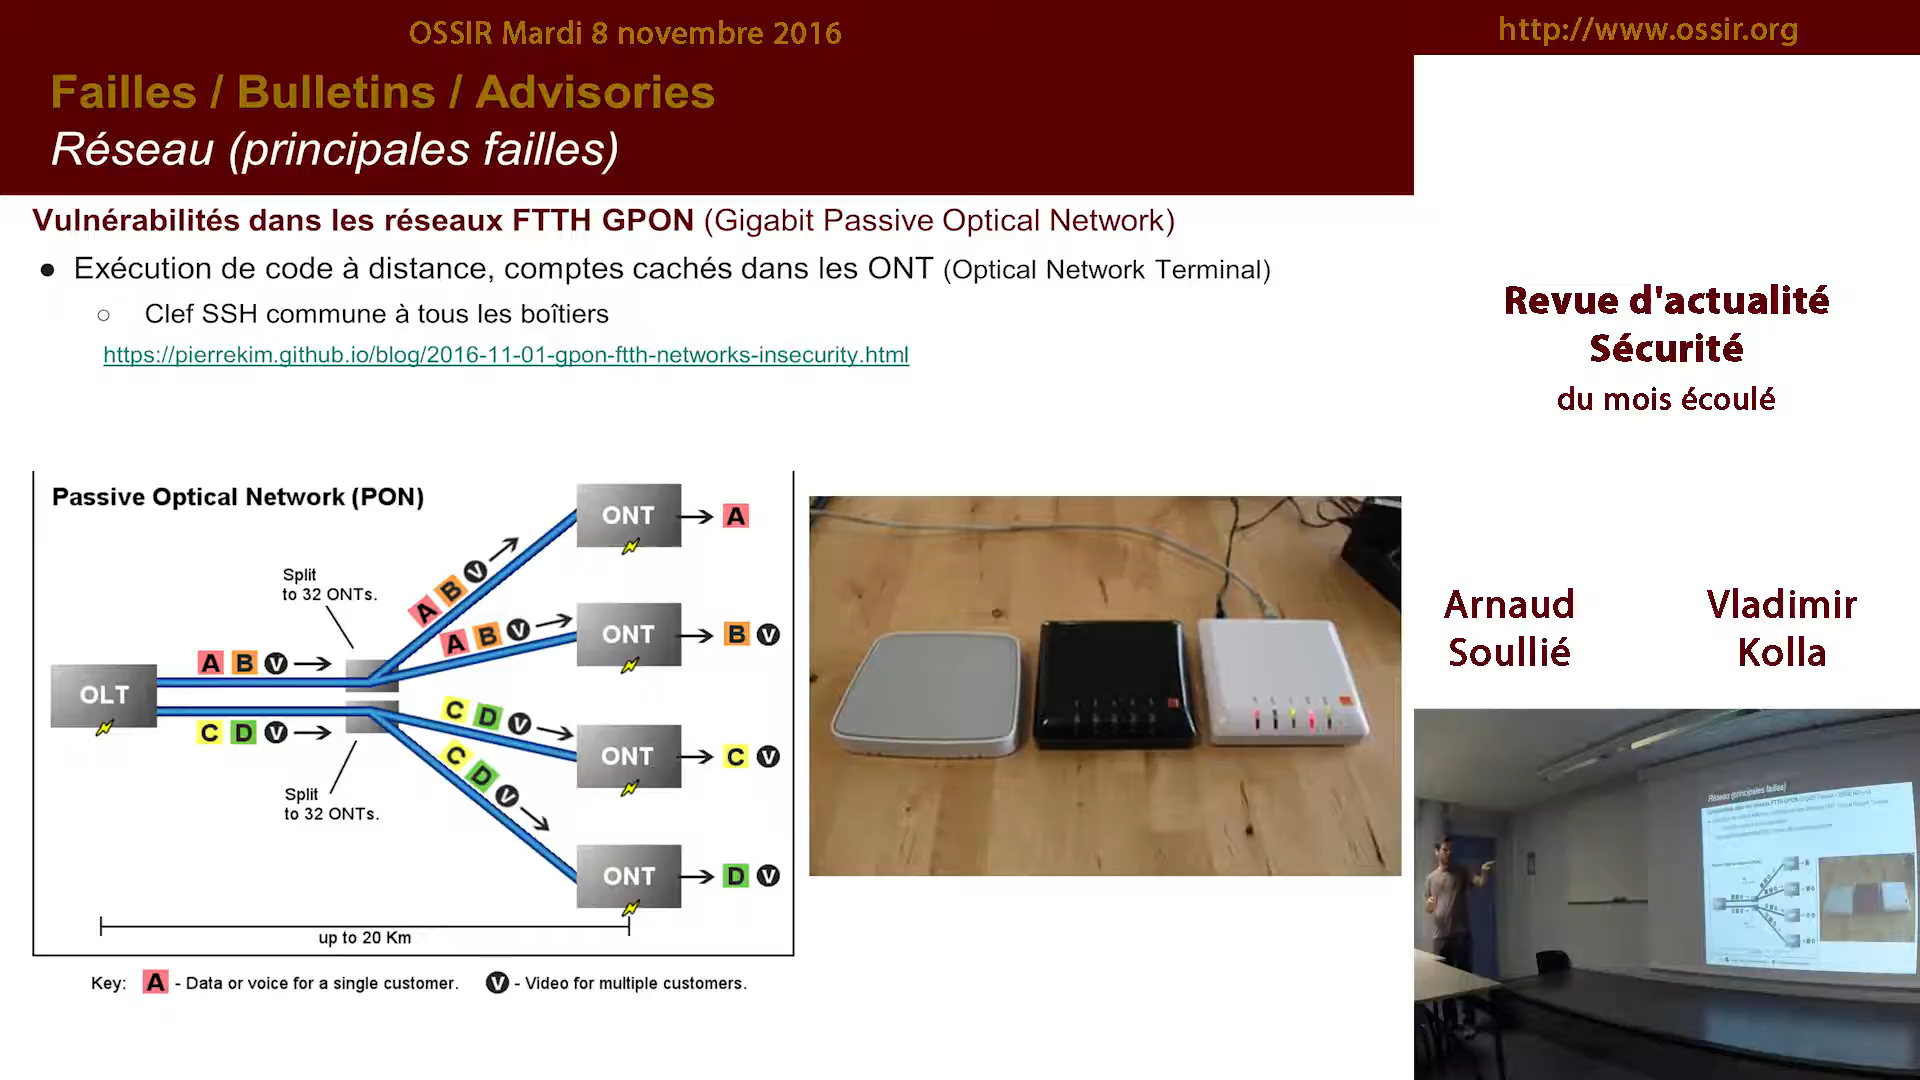 OSSIR Mardi 8 novembre 2016
http://www.ossir.org
Failles / Bulletins / Advisories
Réseau (principales failles)
Vulnérabilités dans les réseaux FTTH GPON (Gigabit Passive Optical Network)
● Exécution de code à distance, comptes cachés dans les ONT (Optical Network Terminal)
○ Clef SSH commune à tous les boîtiers
https://pierrekim.github.io/blog/2016-11-01-gpon-ftth-networks-insecurity.html
Revue d'actualité
Sécurité
du mois écoulé
Arnaud
Soullié
Vladimir
Kolla
Passive Optical Network (PON)
ONT → A
Split
to 32 ONTs.
A B V →
A B V →
ONT → B V
A B V →
OLT
C D V →
C D V →
ONT → C V
C D V →
Split
to 32 ONTs.
ONT → D V
up to 20 Km
Key: A - Data or voice for a single customer. V - Video for multiple customers.
Réseau (principales failles)